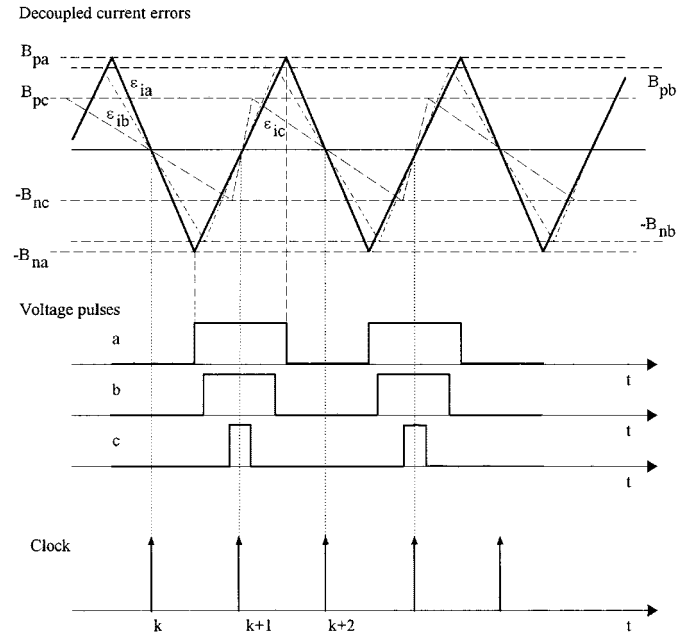 Decoupled current errors
B_pa
ε_ia
B_pb
B_pc
ε_ib
ε_ic
-B_nc
-B_nb
-B_na
Voltage pulses
a
t
b
t
c
t
Clock
k k+1 k+2 t